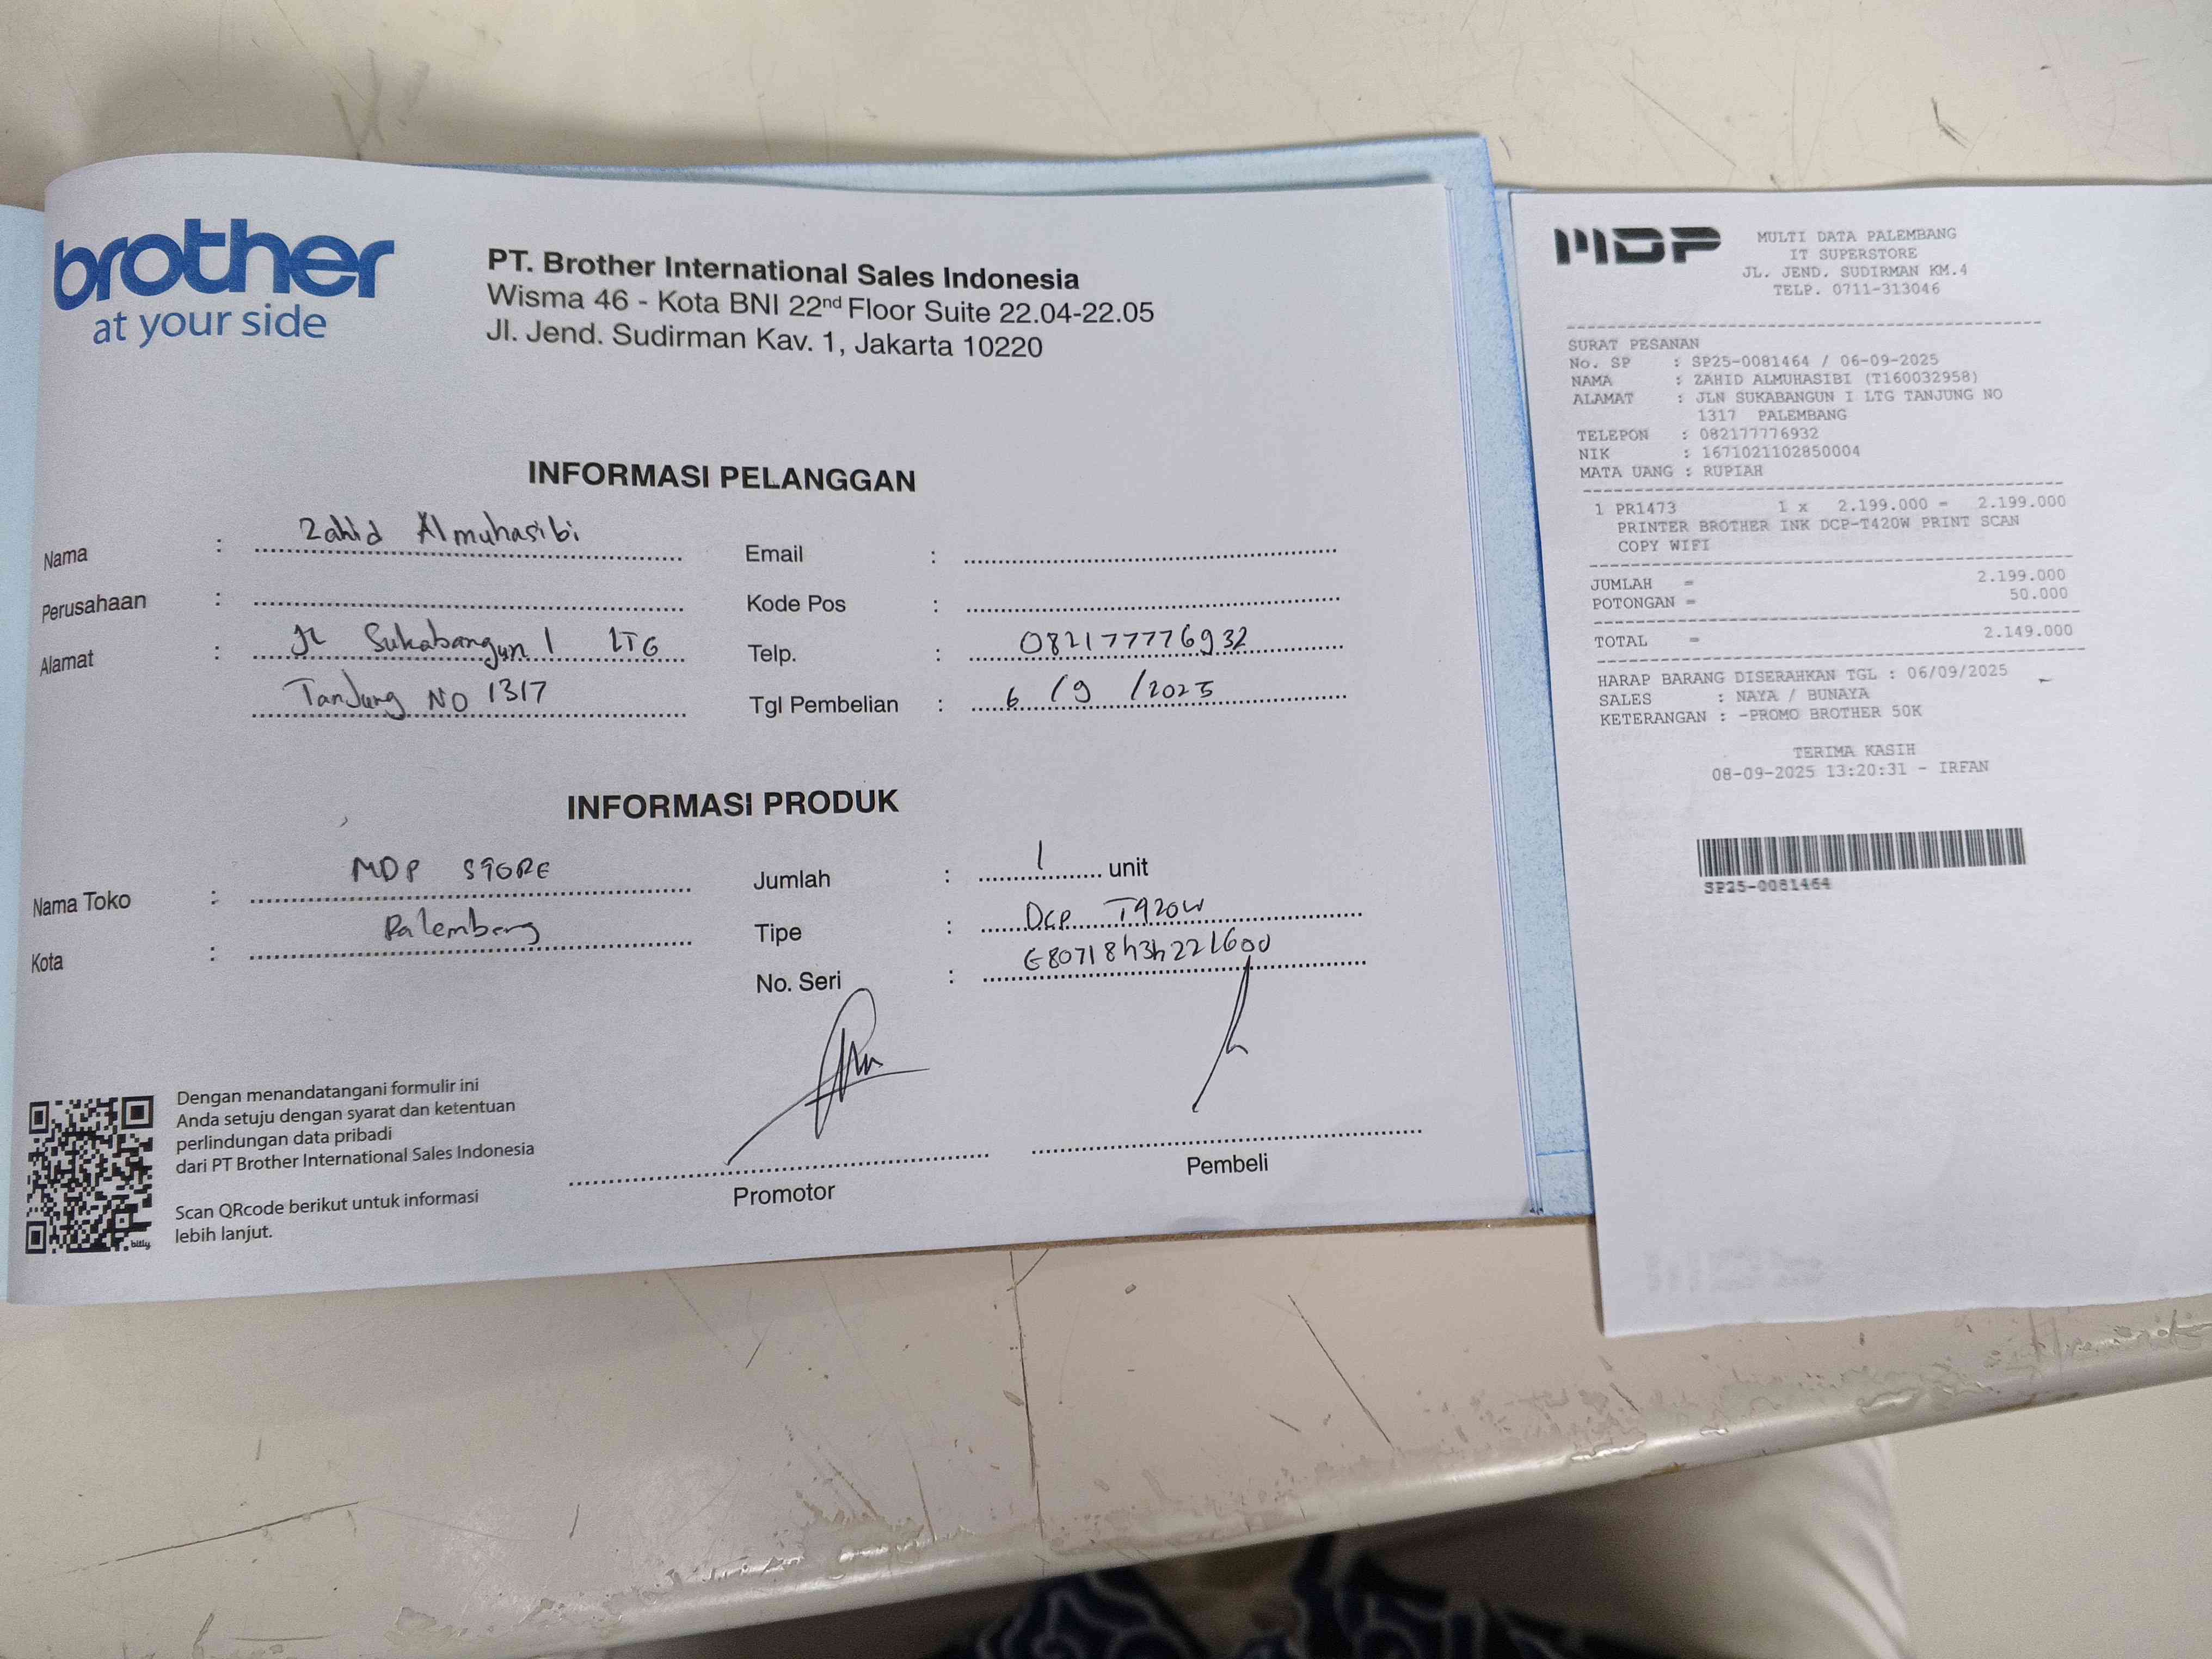 brother
at your side
PT. Brother International Sales Indonesia
Wisma 46 - Kota BNI 22nd Floor Suite 22.04-22.05
Jl. Jend. Sudirman Kav. 1, Jakarta 10220
INFORMASI PELANGGAN
Nama : Zahid Almuhasibi
Perusahaan :
Alamat : JL Sukabangun 1 LTG
Tanjung NO 1317
Email :
Kode Pos :
Telp. : 082177776932
Tgl Pembelian : 6 / 9 / 2025
INFORMASI PRODUK
Nama Toko : MDP STORE
Kota : Palembang
Jumlah : 1 unit
Tipe : DCP T420W
No. Seri :
Dengan menandatangani formulir ini
Anda setuju dengan syarat dan ketentuan
perlindungan data pribadi
dari PT Brother International Sales Indonesia
Scan QRcode berikut untuk informasi
lebih lanjut.
bitly
Promotor
Pembeli
MDP
MULTI DATA PALEMBANG
IT SUPERSTORE
JL. JEND. SUDIRMAN KM.4
TELP. 0711-313046
SURAT PESANAN
No. SP : SP25-0081464 / 06-09-2025
NAMA : ZAHID ALMUHASIBI (T160032958)
ALAMAT : JLN SUKABANGUN I LTG TANJUNG NO
1317 PALEMBANG
TELEPON : 082177776932
NIK : 1671021102850004
MATA UANG : RUPIAH
1 PR1473 1 x 2.199.000 = 2.199.000
PRINTER BROTHER INK DCP-T420W PRINT SCAN
COPY WIFI
JUMLAH = 2.199.000
POTONGAN = 50.000
TOTAL = 2.149.000
HARAP BARANG DISERAHKAN TGL : 06/09/2025
SALES : NAYA / BUNAYA
KETERANGAN : -PROMO BROTHER 50K
TERIMA KASIH
08-09-2025 13:20:31 - IRFAN
SP25-0081464